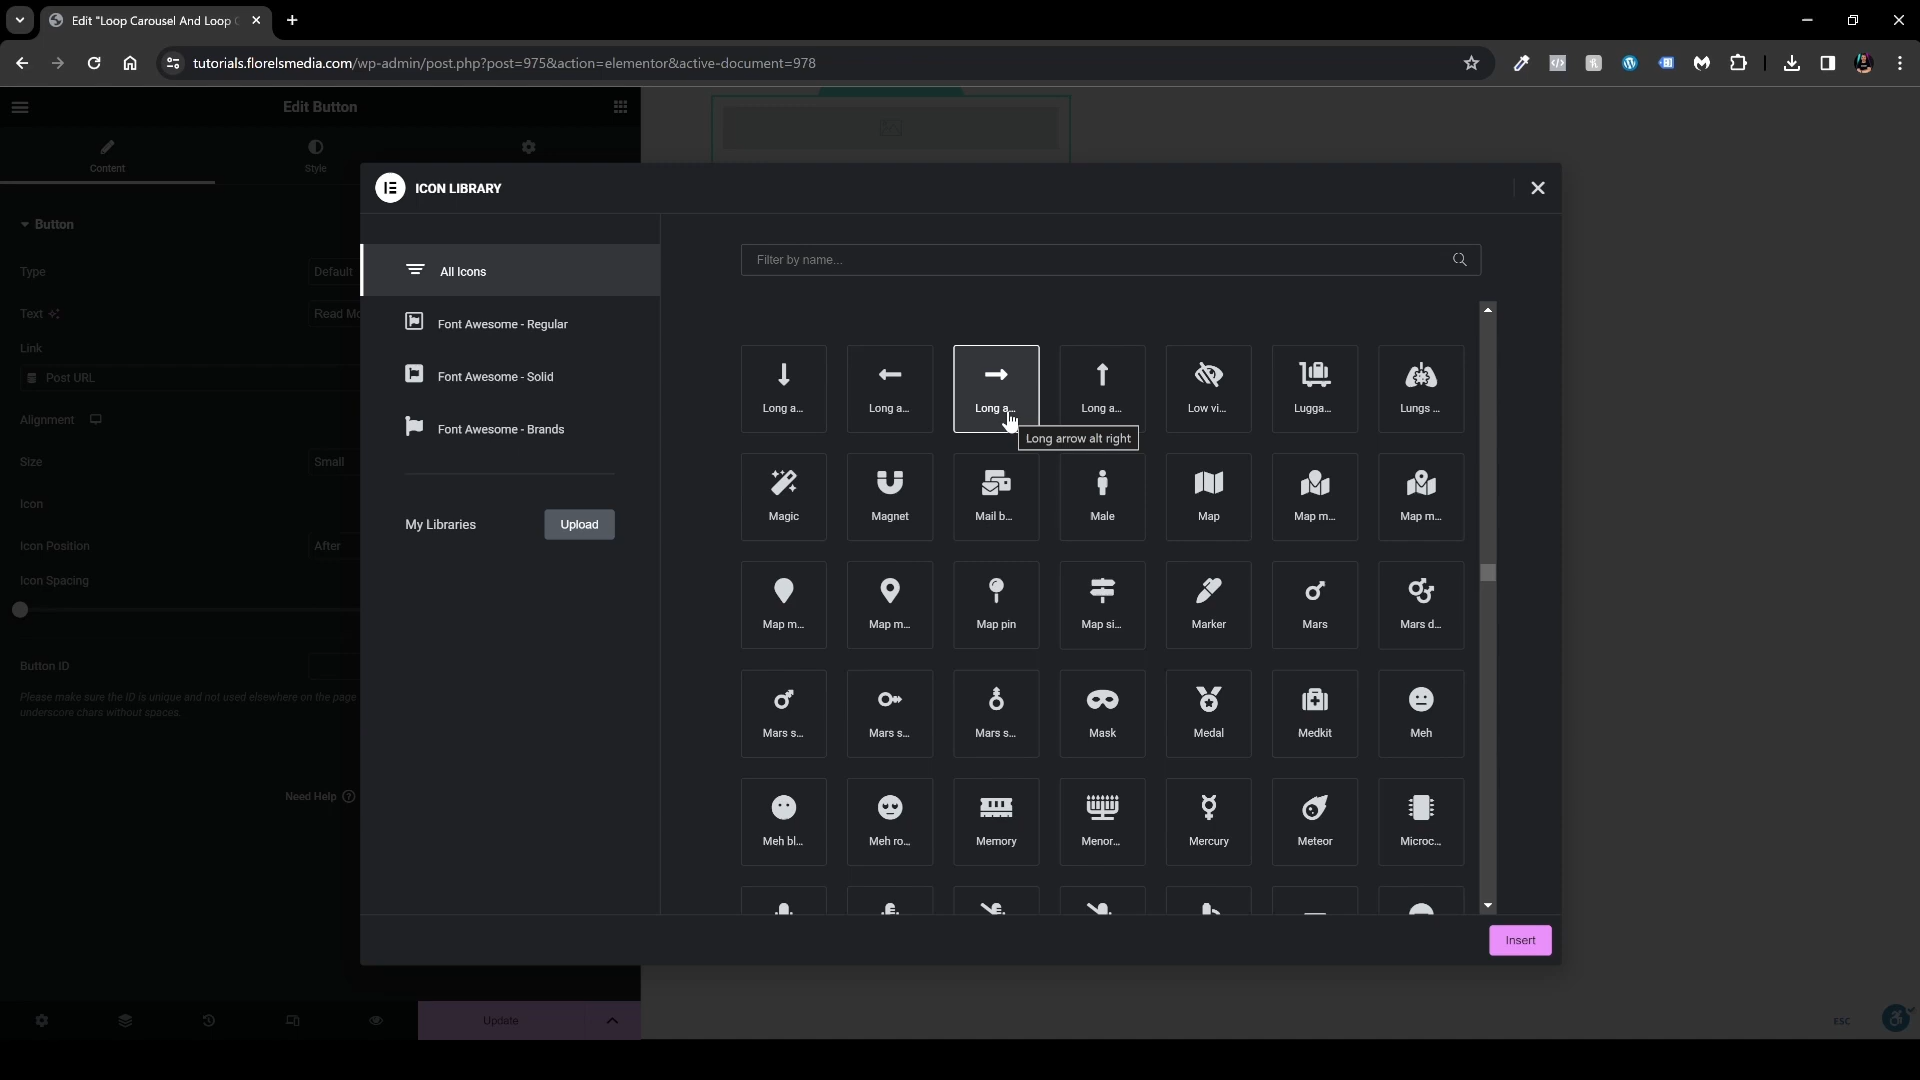 Edit "Loop Carousel And Loop
tutorials.florelsmedia.com/wp-admin/post.php?post=975&action=elementor&active-document=978
Edit Button
Content
Style
Button
Type
Default
Text
Read Mo
Link
Post URL
Alignment
Size
Small
Icon
Icon Position
After
Icon Spacing
Button ID
Please make sure the ID is unique and not used elsewhere on the page
underscore chars without spaces.
Need Help
Update
ICON LIBRARY
All Icons
Font Awesome - Regular
Font Awesome - Solid
Font Awesome - Brands
My Libraries
Upload
Filter by name...
Long a... Long a... Long a... Long a... Low vi... Lugga... Lungs ...
Long arrow alt right
Magic Magnet Mail b... Male Map Map m... Map m...
Map m... Map m... Map pin Map si... Marker Mars Mars d...
Mars s... Mars s... Mars s... Mask Medal Medkit Meh
Meh bl... Meh ro... Memory Menor... Mercury Meteor Microc...
Insert
ESC